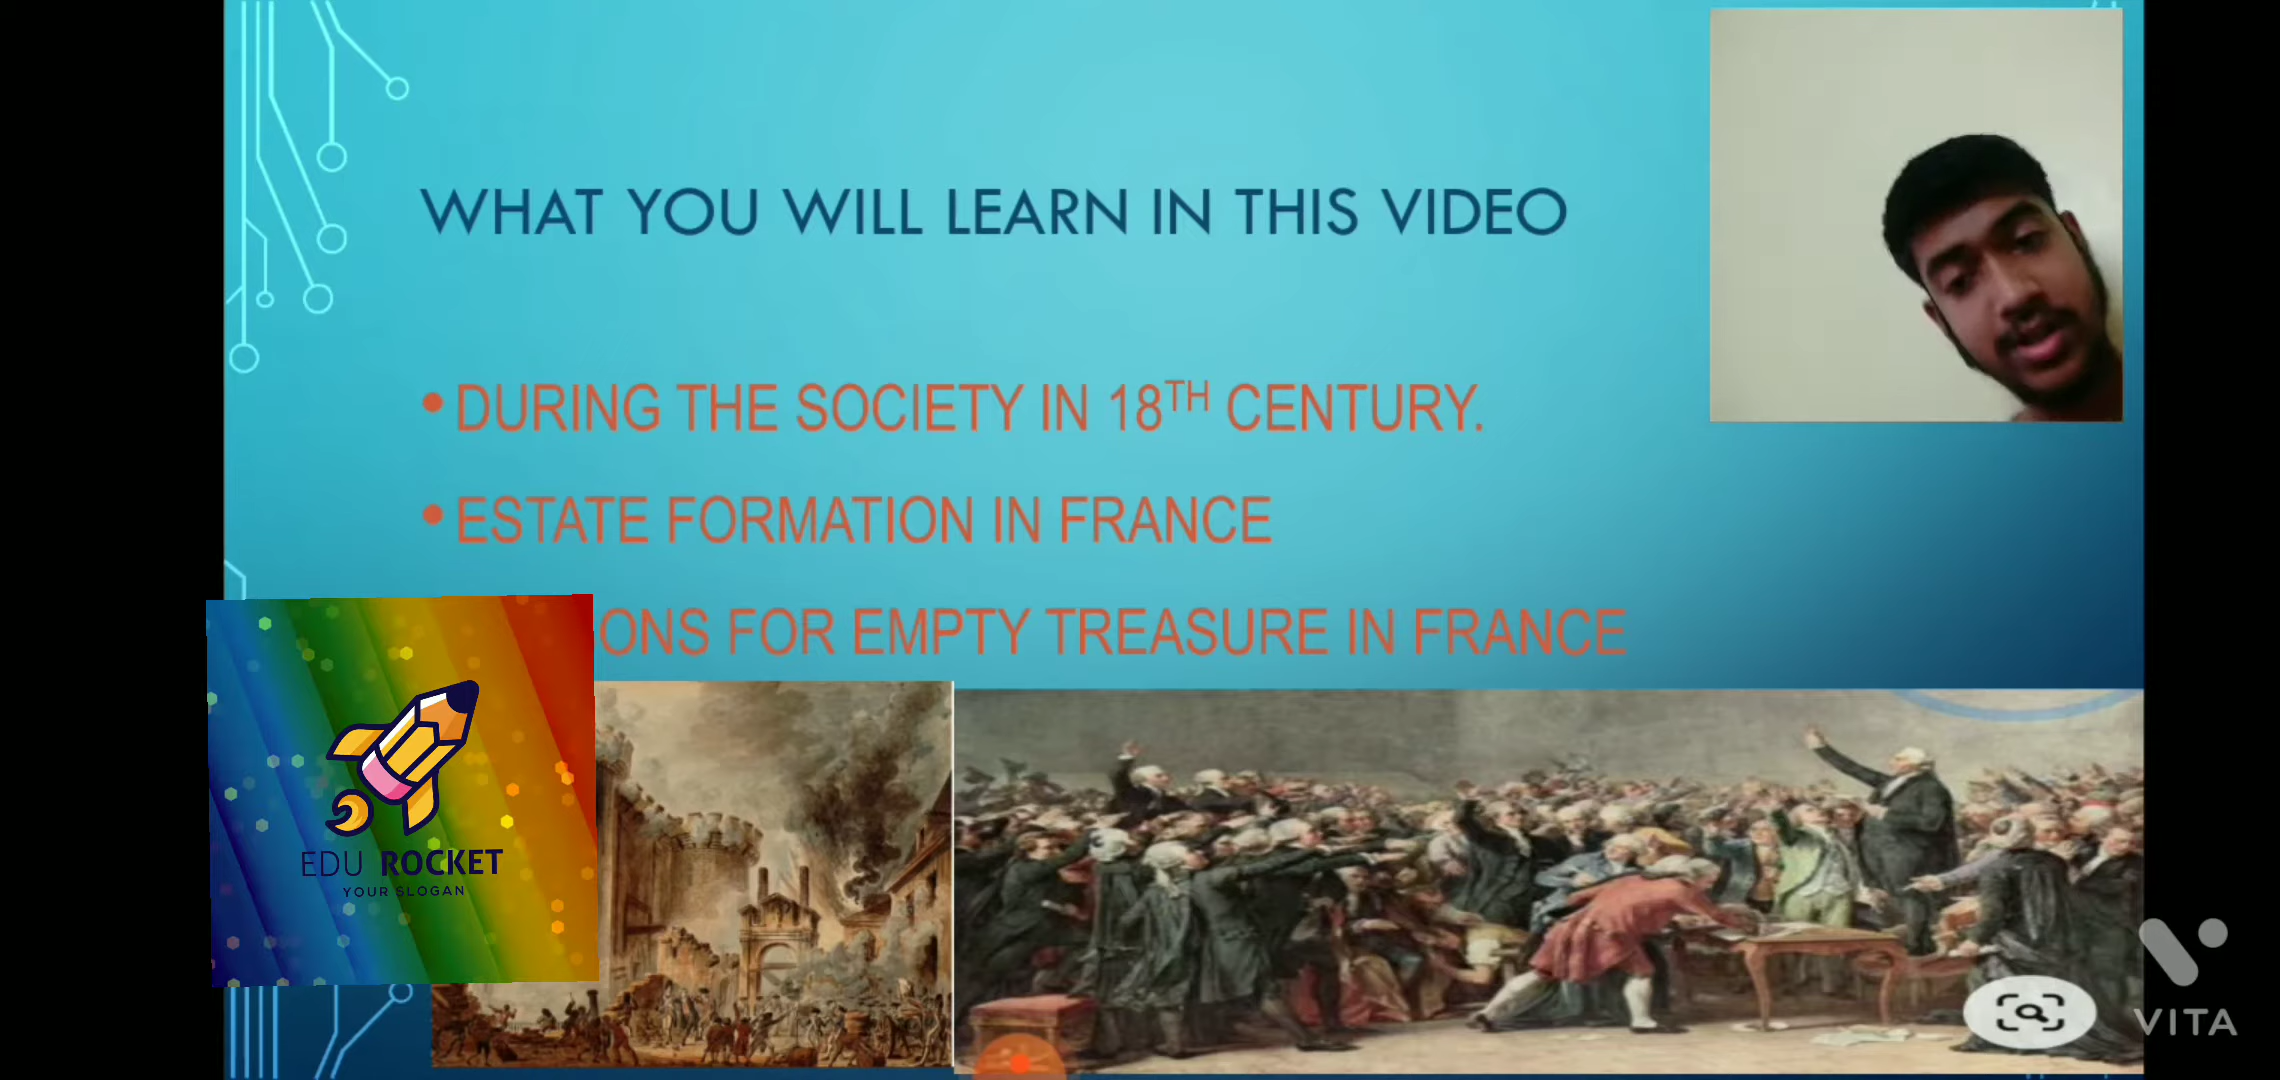 WHAT YOU WILL LEARN IN THIS VIDEO
• DURING THE SOCIETY IN 18TH CENTURY.
• ESTATE FORMATION IN FRANCE
ONS FOR EMPTY TREASURE IN FRANCE
EDU ROCKET
YOUR SLOGAN
VITA